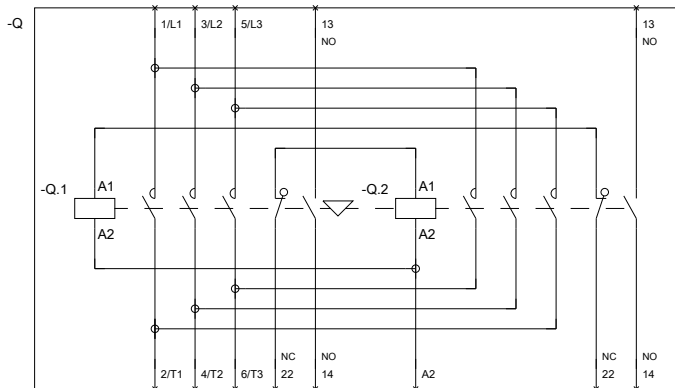 -Q
1/L1 3/L2 5/L3 13 13
NO NO
-Q.1 A1 -Q.2 A1
A2 A2
NC NO NC NO
2/T1 4/T2 6/T3 22 14 A2 22 14